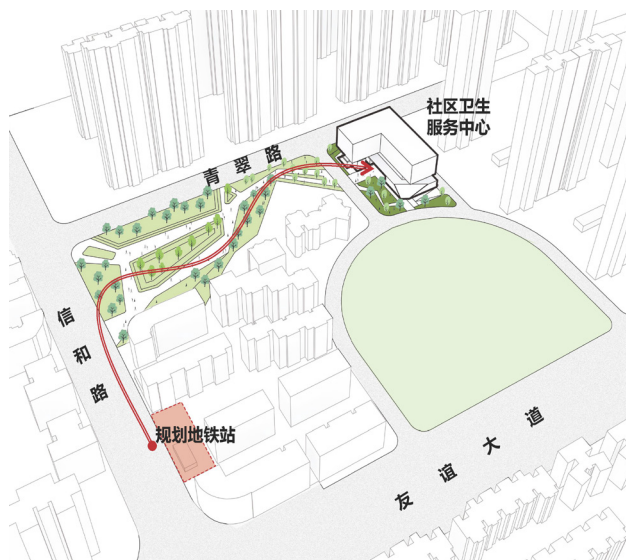 社区卫生
服务中心
青翠路
信和路
规划地铁站
友谊大道